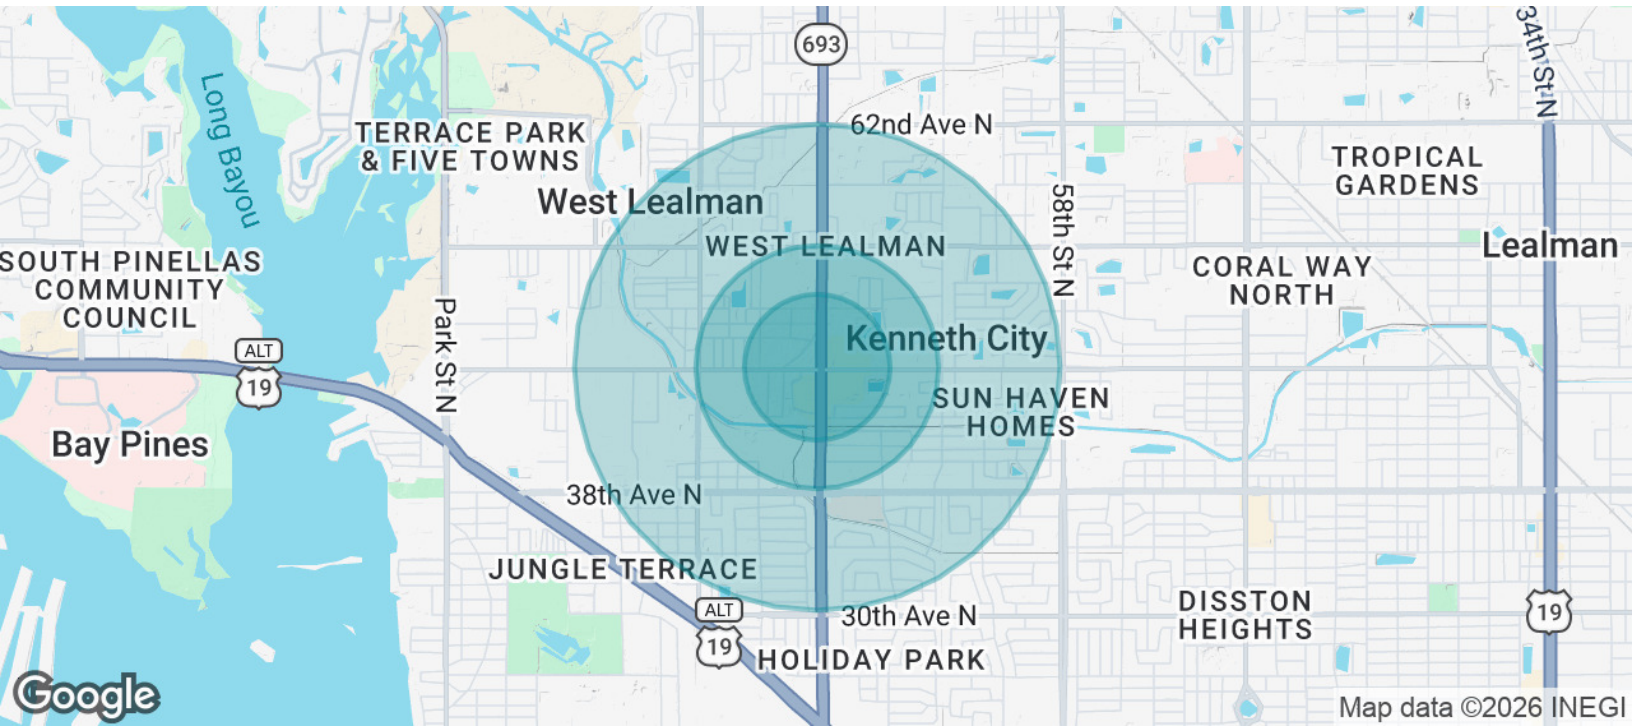 693
34th St N
62nd Ave N
Long Bayou
TERRACE PARK
& FIVE TOWNS
TROPICAL
GARDENS
West Lealman
58th St N
WEST LEALMAN
Lealman
SOUTH PINELLAS
COMMUNITY
COUNCIL
CORAL WAY
NORTH
Park St N
Kenneth City
ALT
19
SUN HAVEN
HOMES
Bay Pines
38th Ave N
JUNGLE TERRACE
DISSTON
HEIGHTS
ALT
19
30th Ave N
19
HOLIDAY PARK
Google
Map data ©2026 INEGI